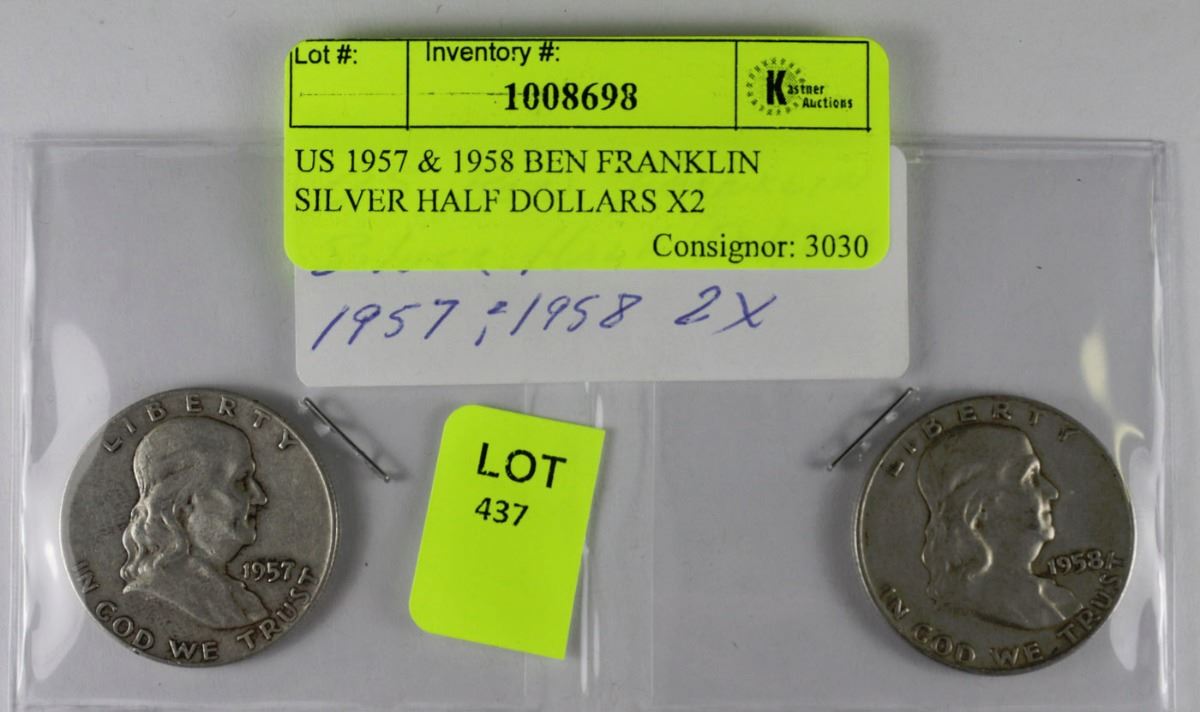 Lot #: Inventory #:
1008698
Kastner
Auctions
US 1957 & 1958 BEN FRANKLIN
SILVER HALF DOLLARS X2
Consignor: 3030
1957 ; 1958 2X
LOT
437
LIBERTY
1957
IN GOD WE TRUST
LIBERTY
1958
IN GOD WE TRUST